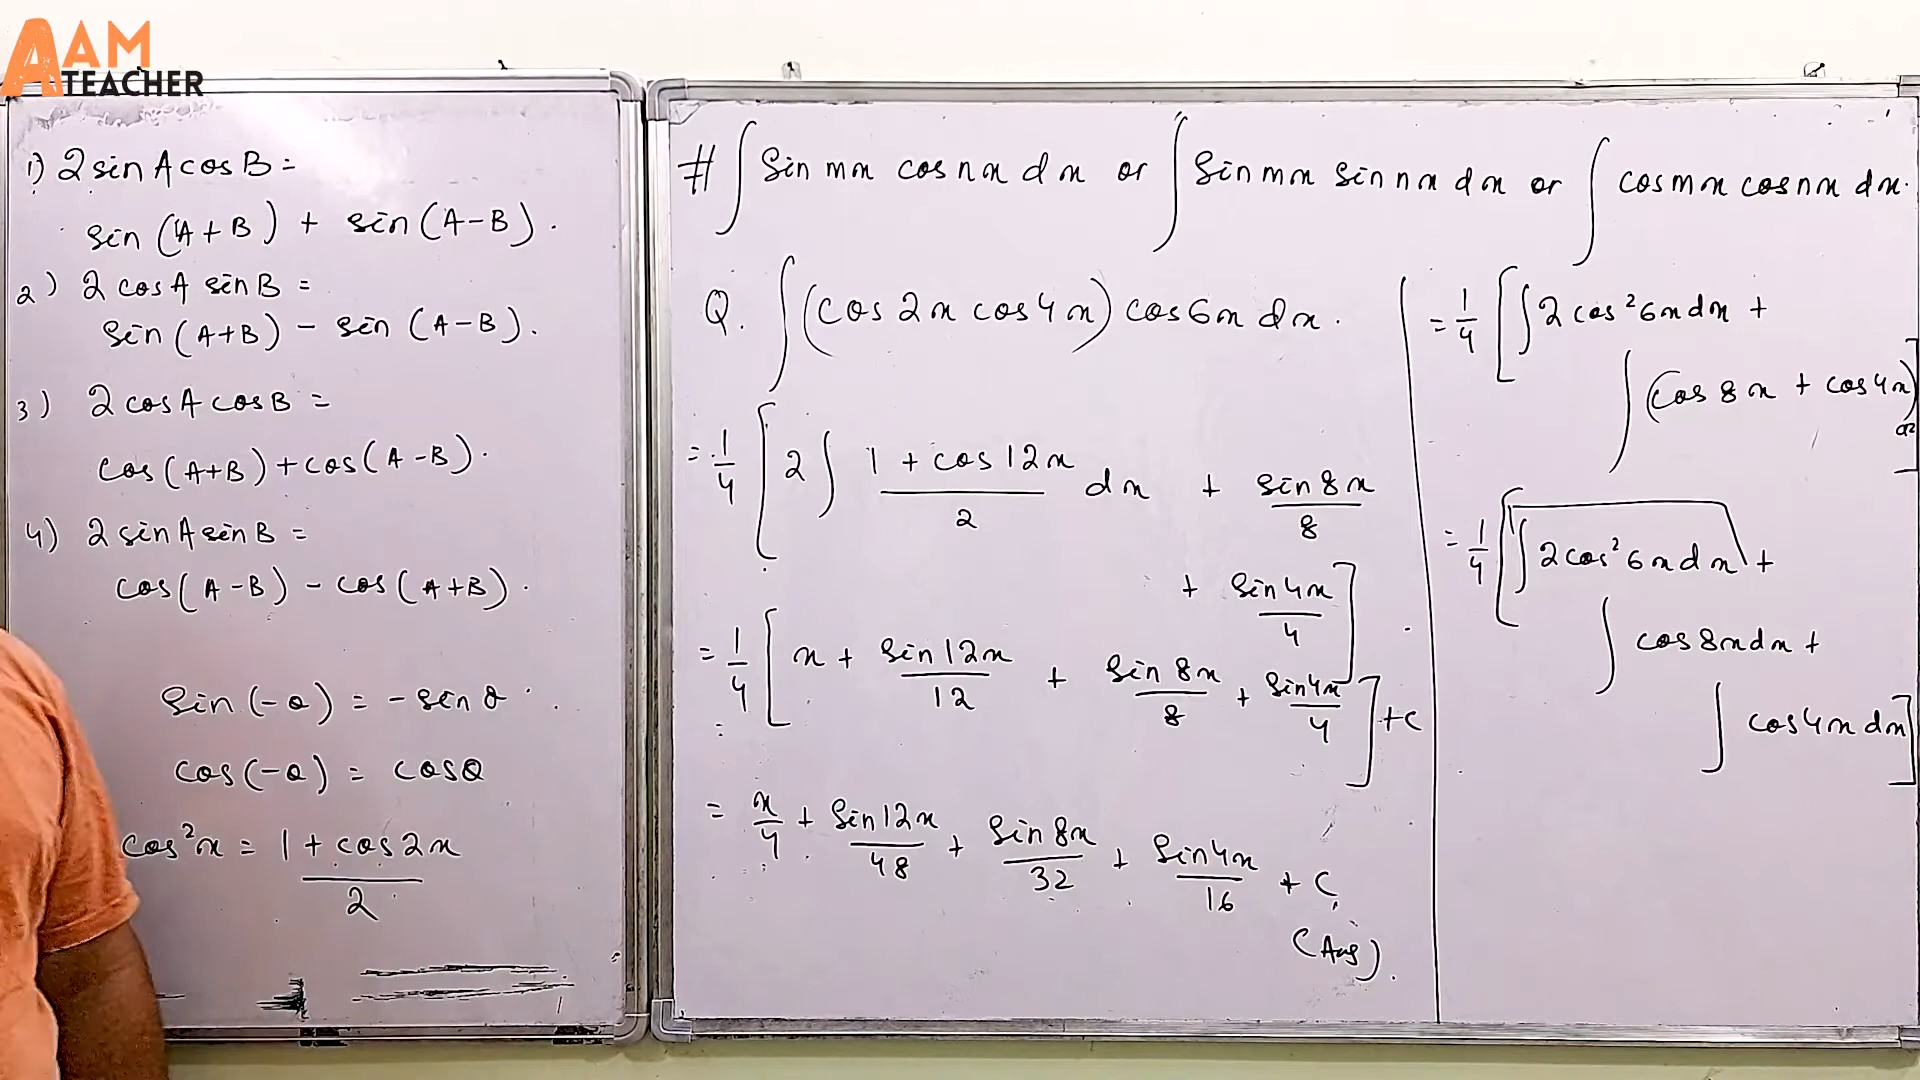 AAM
TEACHER
1) 2 sin A cos B =
sin (A+B) + sin (A-B).
2) 2 cos A sin B =
sin (A+B) - sin (A-B).
3) 2 cos A cos B =
cos (A+B) + cos (A-B).
4) 2 sin A sin B =
cos (A-B) - cos (A+B).
sin (-θ) = - sin θ
cos (-θ) = cos θ
cos²x = (1 + cos 2x)/2
# ∫ sin mx cos nx dx or ∫ sin mx sin nx dx or ∫ cos mx cos nx dx.
Q. ∫ (cos 2x cos 4x) cos 6x dx.
= 1/4 [ 2 ∫ (1 + cos 12x)/2 dx + sin 8x/8
+ sin 4x/4 ]
= 1/4 [ x + sin 12x/12 + sin 8x/8 + sin 4x/4 ] + c
= x/4 + sin 12x/48 + sin 8x/32 + sin 4x/16 + C
(Ans).
= 1/4 [ ∫ 2 cos² 6x dx +
∫ (cos 8x + cos 4x) dx ]
= 1/4 [ ∫ 2 cos² 6x dx +
∫ cos 8x dx +
∫ cos 4x dx ]